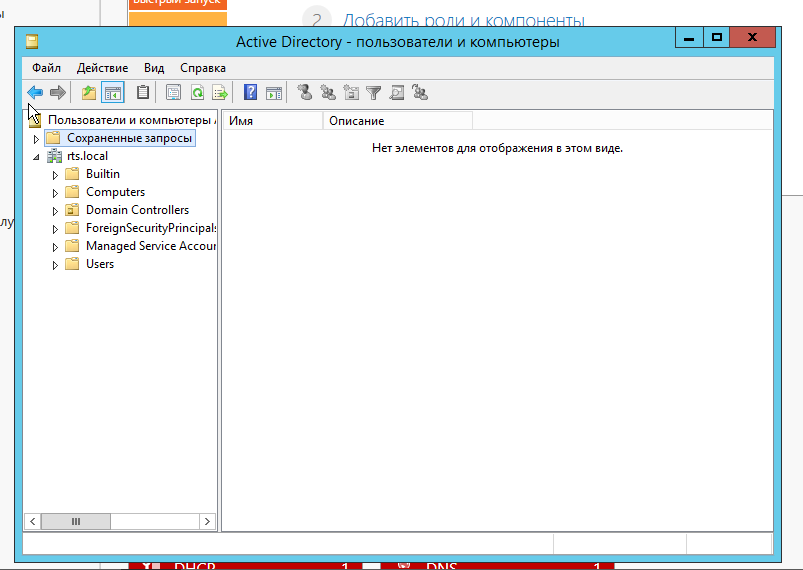 ы
Быстрый запуск
2 Добавить роли и компоненты
Active Directory - пользователи и компьютеры
Файл Действие Вид Справка
Пользователи и компьютеры
Имя Описание
Сохраненные запросы
Нет элементов для отображения в этом виде.
rts.local
Builtin
Computers
Domain Controllers
лу
ForeignSecurityPrincipals
Managed Service Accour
Users
DHCP 1 DNS 1